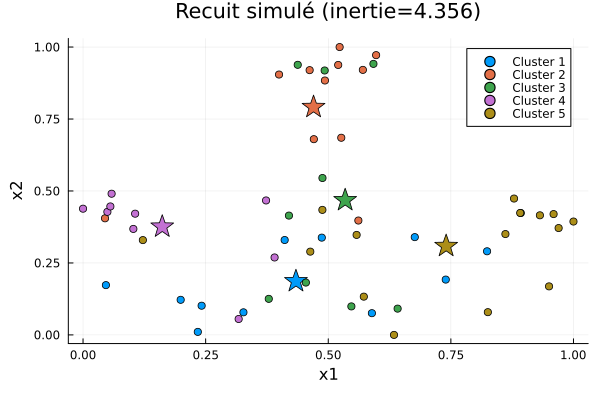 Recuit simulé (inertie=4.356)
1.00
0.75
0.50
0.25
0.00
x2
Cluster 1
Cluster 2
Cluster 3
Cluster 4
Cluster 5
0.00 0.25 0.50 0.75 1.00
x1